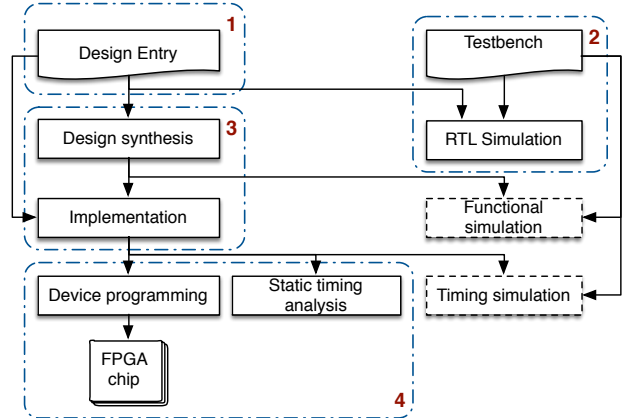 1
Design Entry
Testbench
2
Design synthesis
3
RTL Simulation
Implementation
Functional
simulation
Device programming
Static timing
analysis
Timing simulation
FPGA
chip
4